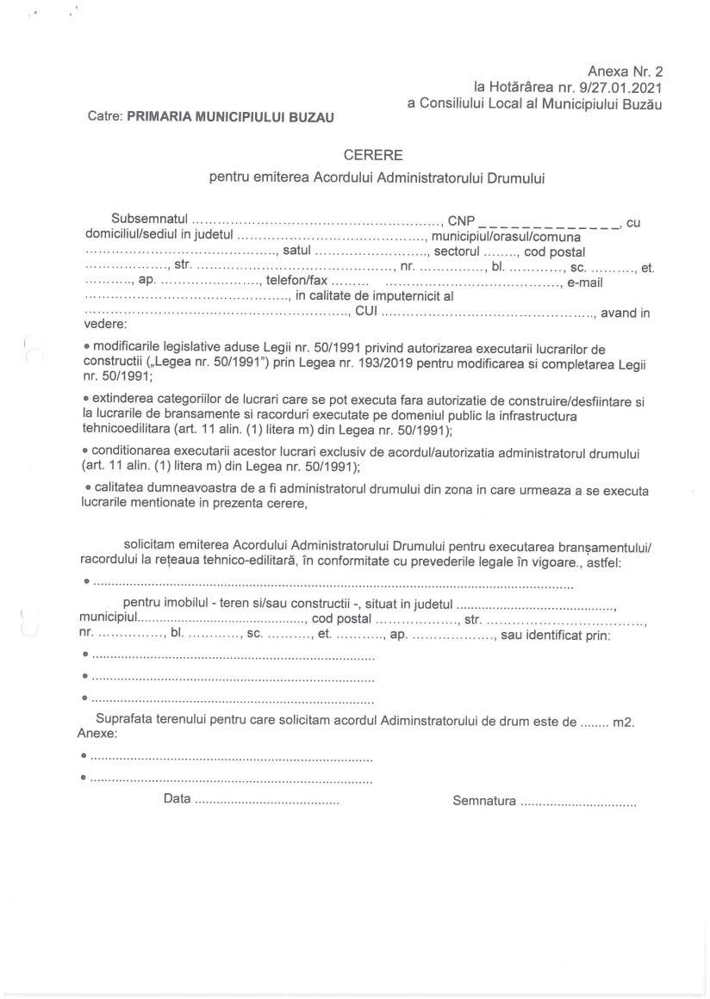 Anexa Nr. 2
la Hotărârea nr. 9/27.01.2021
a Consiliului Local al Municipiului Buzău
Catre: PRIMARIA MUNICIPIULUI BUZAU
CERERE
pentru emiterea Acordului Administratorului Drumului
Subsemnatul ........................................................., CNP _ _ _ _ _ _ _ _ _ _ _ _ _, cu
domiciliul/sediul in judetul ..........................................., municipiul/orasul/comuna
..........................................., satul ........................., sectorul ........, cod postal
..................., str. ............................................., nr. ..............., bl. ............, sc. .........., et.
..........., ap. ......................, telefon/fax ......... ........................................, e-mail
..............................................., in calitate de imputernicit al
............................................................, CUI ................................................., avand in
vedere:
• modificarile legislative aduse Legii nr. 50/1991 privind autorizarea executarii lucrarilor de
constructii („Legea nr. 50/1991”) prin Legea nr. 193/2019 pentru modificarea si completarea Legii
nr. 50/1991;
• extinderea categoriilor de lucrari care se pot executa fara autorizatie de construire/desfiintare si
la lucrarile de bransamente si racorduri executate pe domeniul public la infrastructura
tehnicoedilitara (art. 11 alin. (1) litera m) din Legea nr. 50/1991);
• conditionarea executarii acestor lucrari exclusiv de acordul/autorizatia administratorul drumului
(art. 11 alin. (1) litera m) din Legea nr. 50/1991);
• calitatea dumneavoastra de a fi administratorul drumului din zona in care urmeaza a se executa
lucrarile mentionate in prezenta cerere,
solicitam emiterea Acordului Administratorului Drumului pentru executarea branșamentului/
racordului la rețeaua tehnico-edilitară, în conformitate cu prevederile legale în vigoare., astfel:
• ....................................................................................................................................
pentru imobilul - teren si/sau constructii -, situat in judetul ...........................................,
municipiul.............................................., cod postal ..................., str. ....................................,
nr. ..............., bl. ............, sc. .........., et. ..........., ap. ..................., sau identificat prin:
• ..............................................................................
• ..............................................................................
• ..............................................................................
Suprafata terenului pentru care solicitam acordul Adiminstratorului de drum este de ........ m2.
Anexe:
• ..............................................................................
• ..............................................................................
Data ........................................ Semnatura ................................